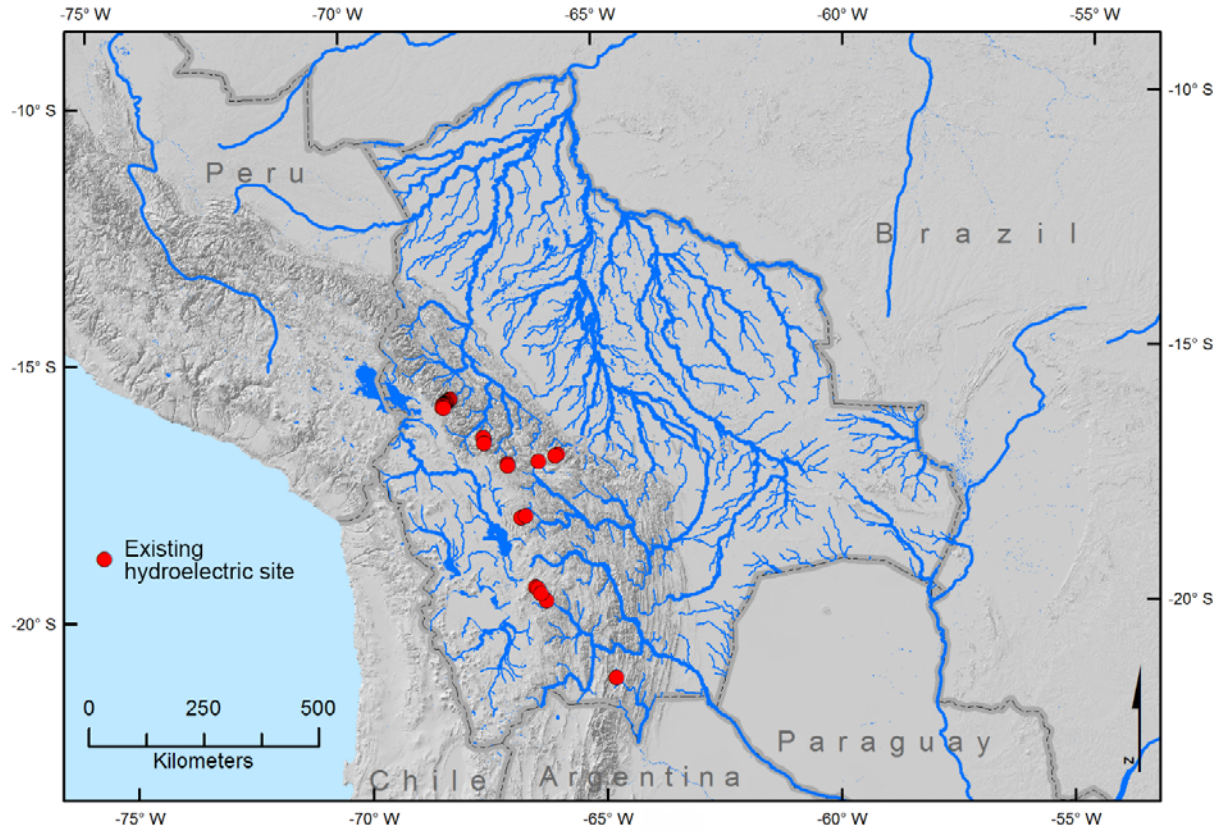 -75° W -70° W -65° W -60° W -55° W
-10° S -10° S
Peru
Brazil
-15° S -15° S
Existing
hydroelectric site
-20° S -20° S
0 250 500
Kilometers
Paraguay
Chile Argentina
N
-75° W -70° W -65° W -60° W -55° W